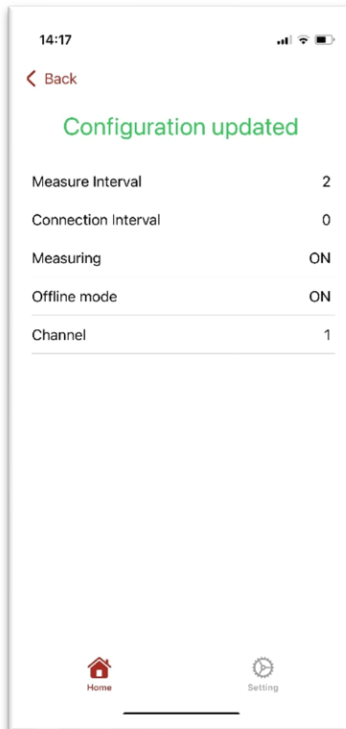 14:17
Back
Configuration updated
Measure Interval 2
Connection Interval 0
Measuring ON
Offline mode ON
Channel 1
Home Setting